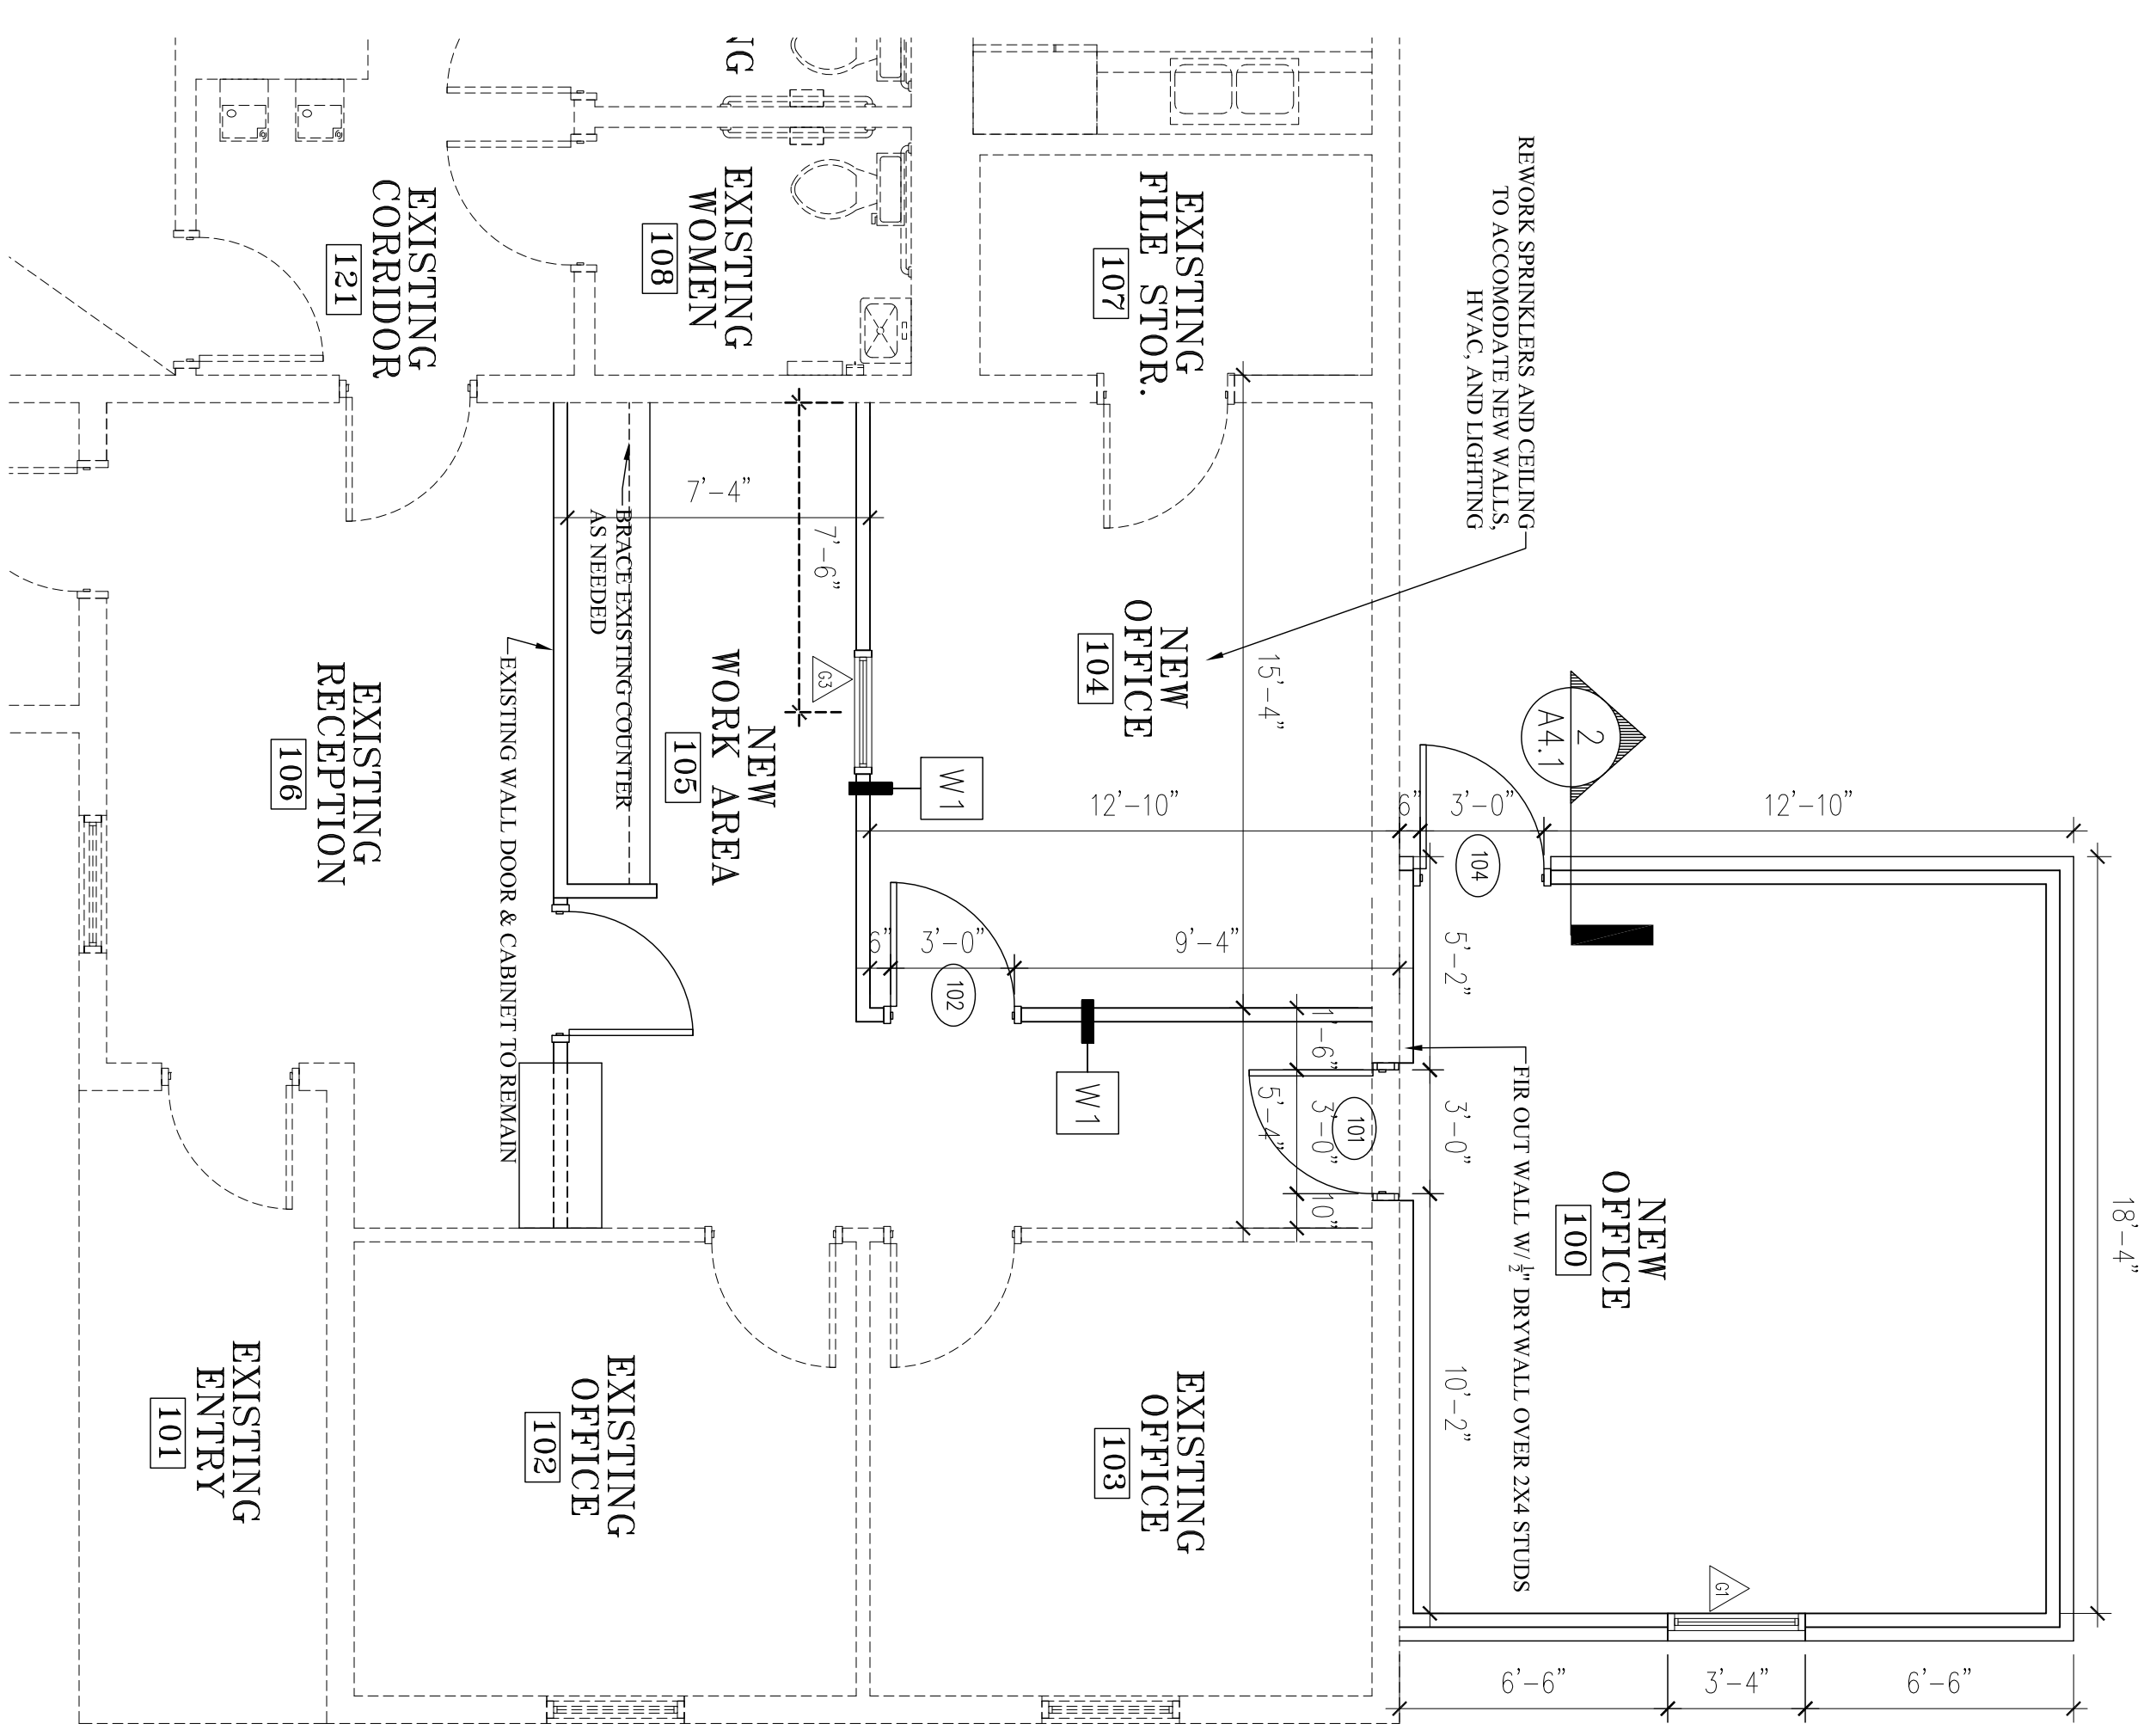 REWORK SPRINKLERS AND CEILING
TO ACCOMODATE NEW WALLS,
HVAC, AND LIGHTING
EXISTING
FILE STOR.
107
NG
EXISTING
WOMEN
108
EXISTING
CORRIDOR
121
7'-4"
7'-6"
BRACE EXISTING COUNTER
AS NEEDED
G3
NEW
OFFICE
104
15'-4"
2
A4.1
W1
12'-10"
6"
3'-0"
12'-10"
104
NEW
WORK AREA
105
EXISTING WALL DOOR & CABINET TO REMAIN
EXISTING
RECEPTION
106
6"
3'-0"
9'-4"
102
5'-2"
W1
1'-6"
5'-4"
3'-0"
101
3'-0"
10"
FIR OUT WALL W/ ½" DRYWALL OVER 2X4 STUDS
NEW
OFFICE
100
18'-4"
10'-2"
EXISTING
OFFICE
103
EXISTING
OFFICE
102
EXISTING
ENTRY
101
G1
6'-6"
3'-4"
6'-6"